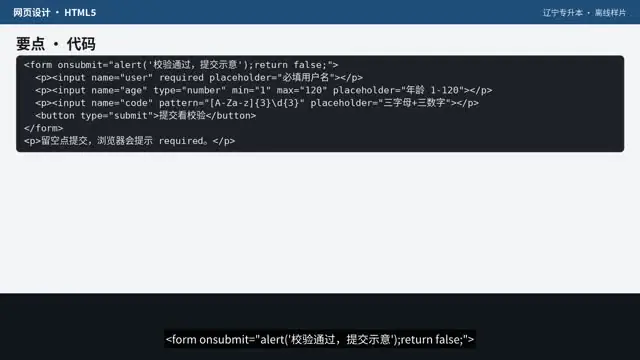 网页设计 • HTML5
辽宁专升本 • 离线样片
要点 • 代码
<form onsubmit="alert('校验通过，提交示意');return false;">
  <p><input name="user" required placeholder="必填用户名"></p>
  <p><input name="age" type="number" min="1" max="120" placeholder="年龄 1-120"></p>
  <p><input name="code" pattern="[A-Za-z]{3}\d{3}" placeholder="三字母+三数字"></p>
  <button type="submit">提交看校验</button>
</form>
<p>留空点提交，浏览器会提示 required。</p>
<form onsubmit="alert('校验通过，提交示意');return false;">